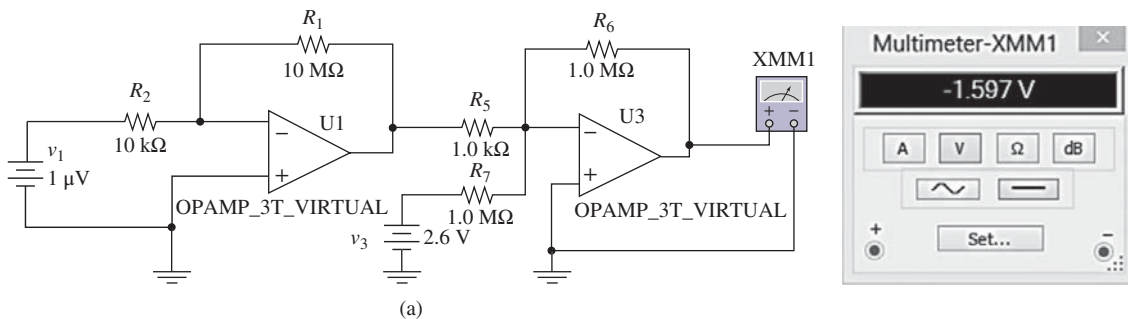 R1
10 MΩ
R2
10 kΩ
v1
1 μV
U1
OPAMP_3T_VIRTUAL
R5
1.0 kΩ
R7
1.0 MΩ
v3
2.6 V
R6
1.0 MΩ
U3
OPAMP_3T_VIRTUAL
XMM1
(a)
Multimeter-XMM1
-1.597 V
A V Ω dB
Set...